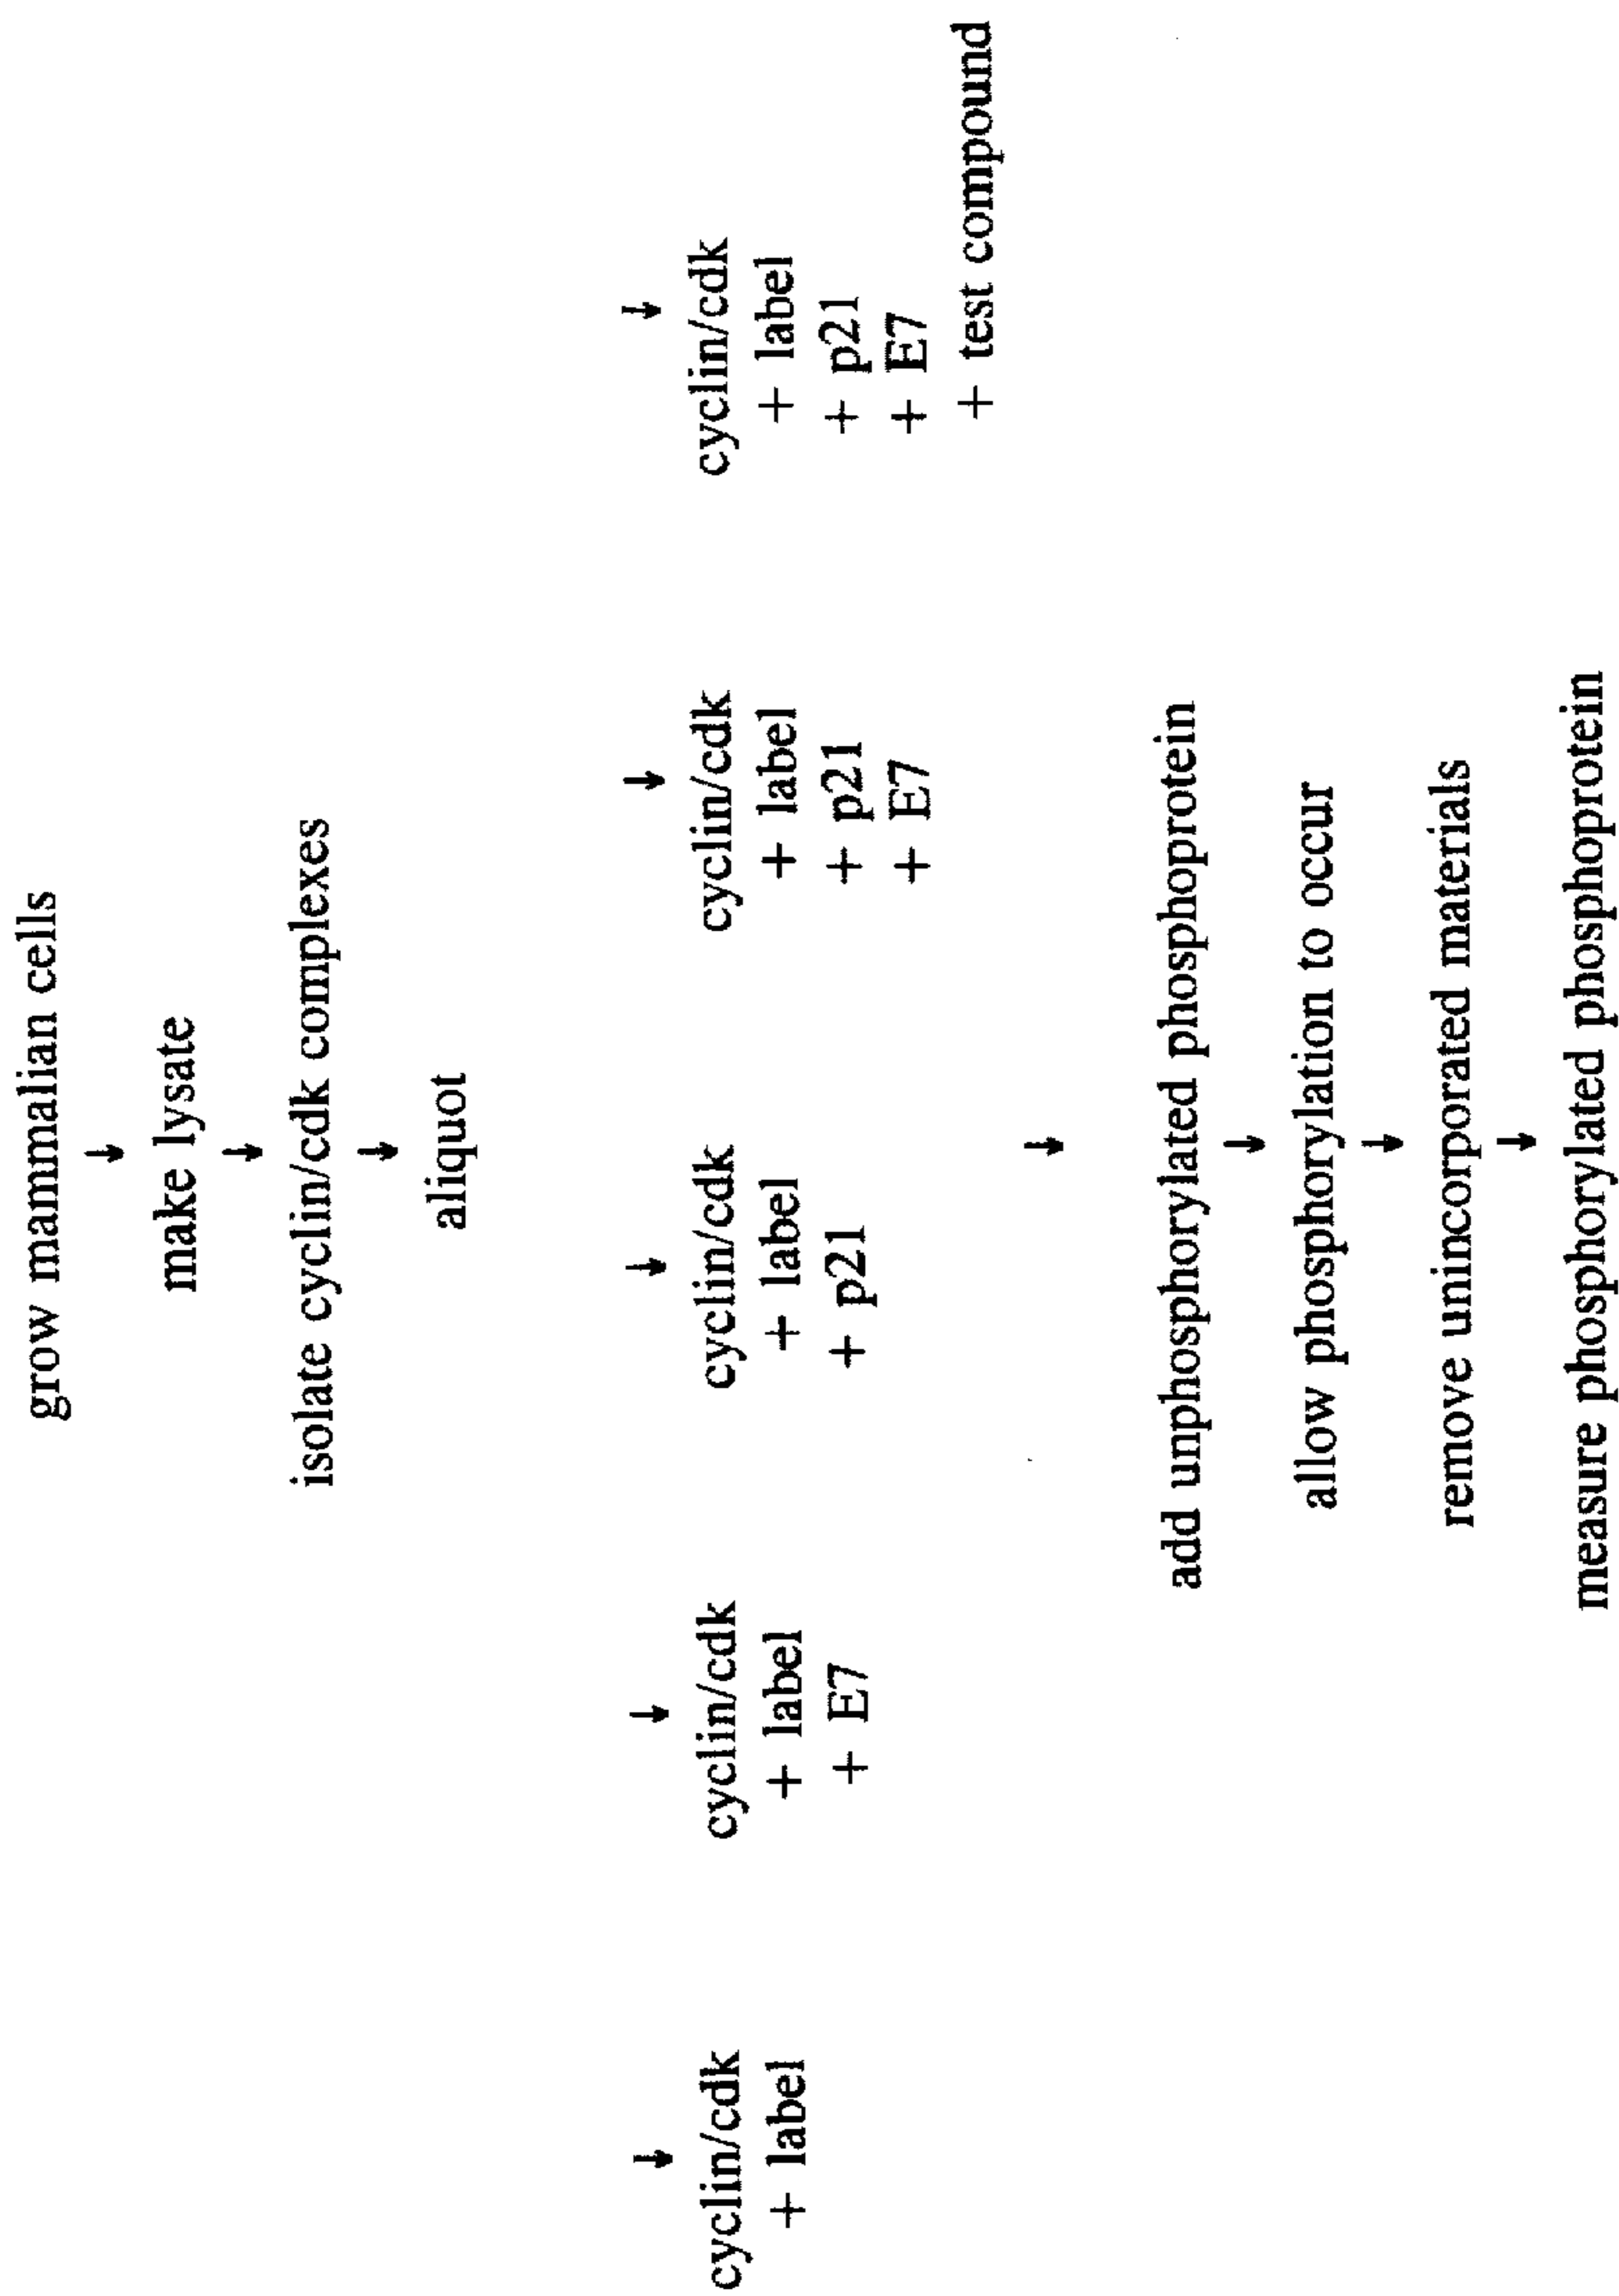 grow mammalian cells
↓
make lysate
↓
isolate cyclin/cdk complexes
↓
aliquot
↓
cyclin/cdk
+ label
↓
cyclin/cdk
+ label
+ E7
↓
cyclin/cdk
+ label
+ p21
↓
cyclin/cdk
+ label
+ p21
+ E7
↓
cyclin/cdk
+ label
+ p21
+ E7
+ test compound
↓
add unphosphorylated phosphoprotein
↓
allow phosphorylation to occur
↓
remove unincorporated materials
↓
measure phosphorylated phosphoprotein